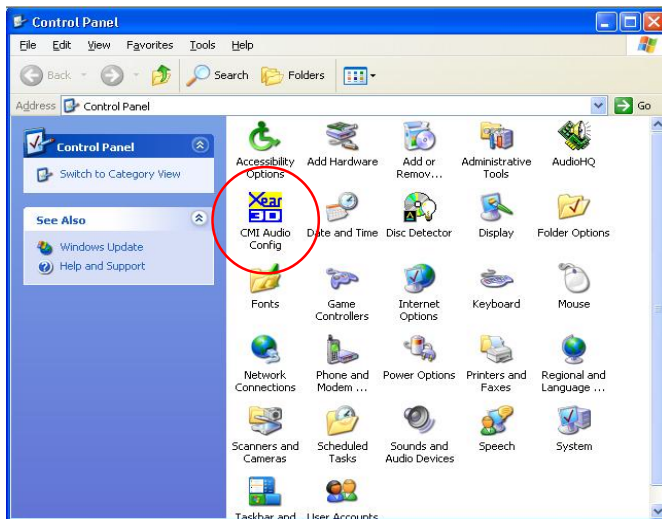 Control Panel
File Edit View Favorites Tools Help
Back Search Folders
Address Control Panel Go
Control Panel
Switch to Category View
See Also
Windows Update
Help and Support
Accessibility Options
Add Hardware
Add or Remov...
Administrative Tools
AudioHQ
Xear 3D
CMI Audio Config
Date and Time
Disc Detector
Display
Folder Options
Fonts
Game Controllers
Internet Options
Keyboard
Mouse
Network Connections
Phone and Modem ...
Power Options
Printers and Faxes
Regional and Language ...
Scanners and Cameras
Scheduled Tasks
Sounds and Audio Devices
Speech
System
Taskbar and
User Accounts